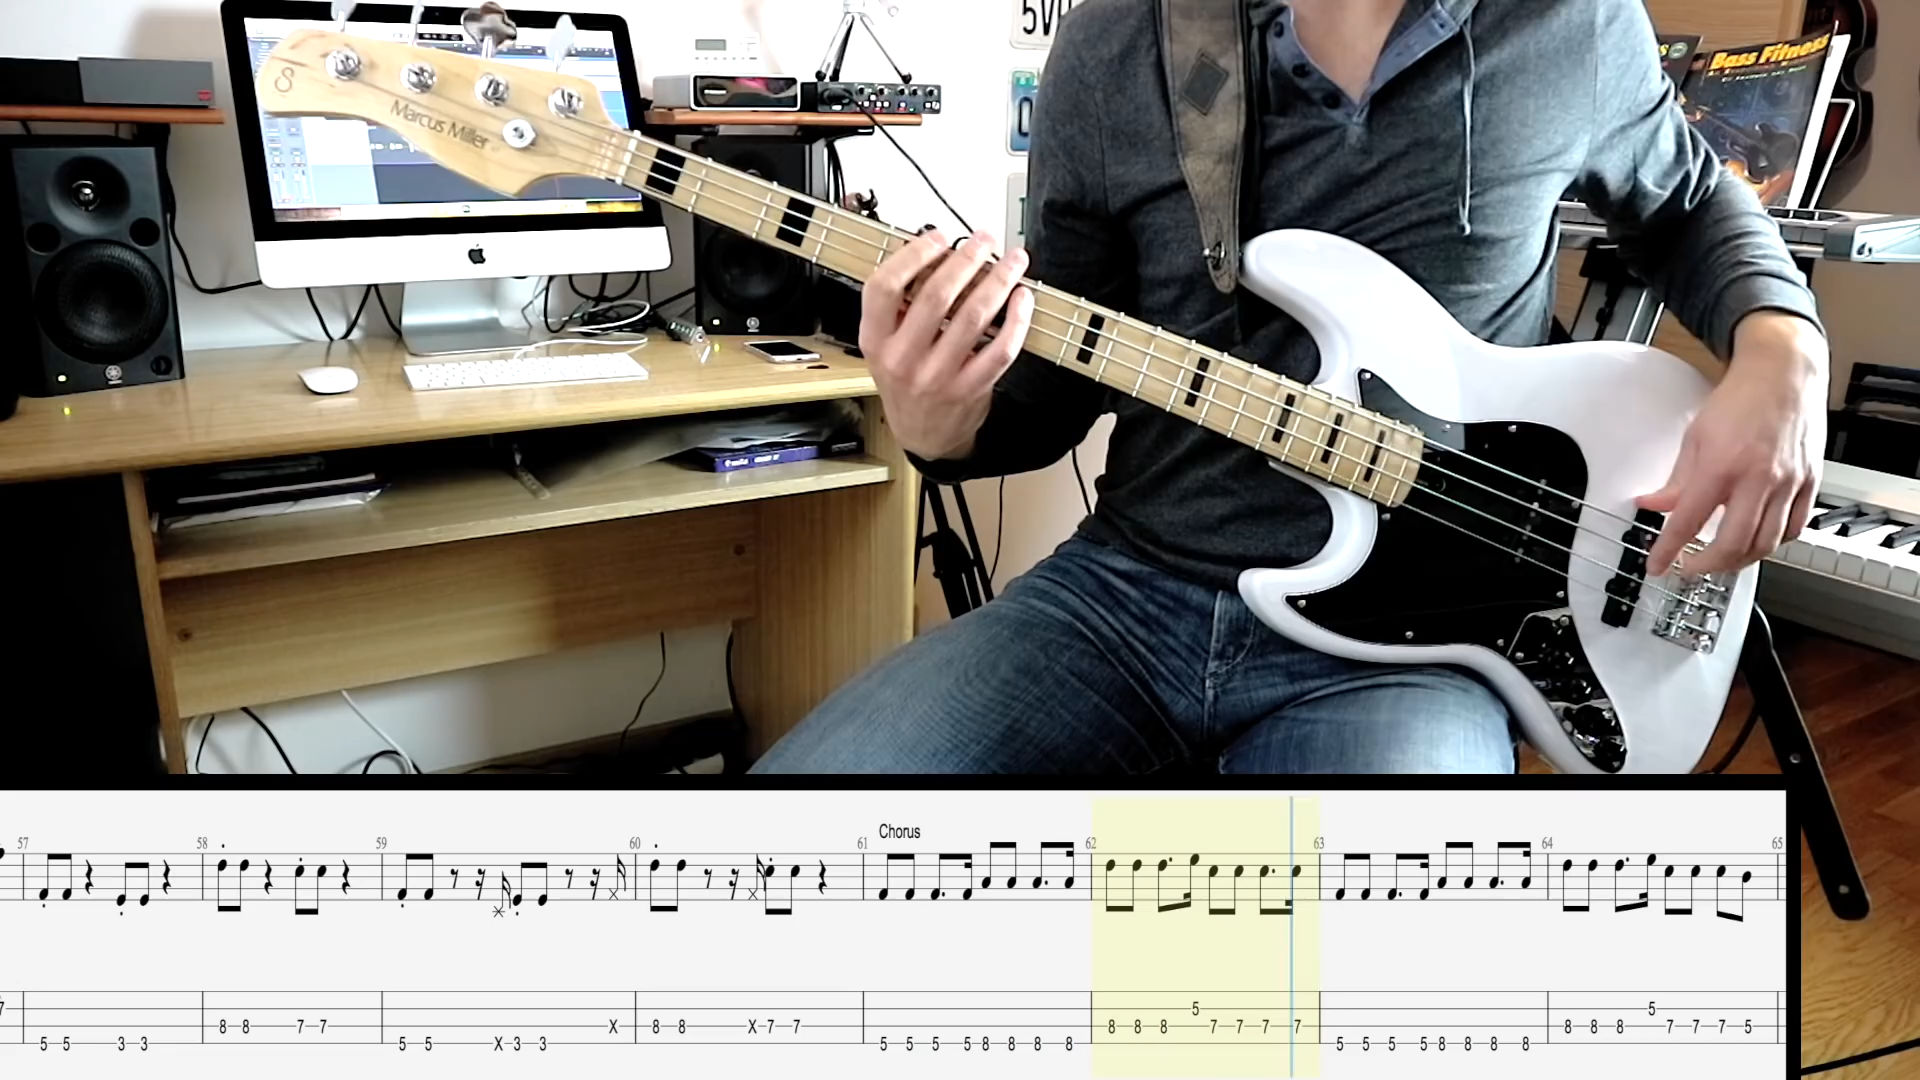 5V
Bass Fitness
Marcus Miller
57 58 59 60 61 62 63 64 65
Chorus
7 5
8 8 7 7 X 8 8 X 7 7 8 8 8 7 7 7 7 8 8 8 7 7 7 5
5 5 3 3 5 5 X 3 3 5 5 5 5 8 8 8 8 5 5 5 5 8 8 8 8